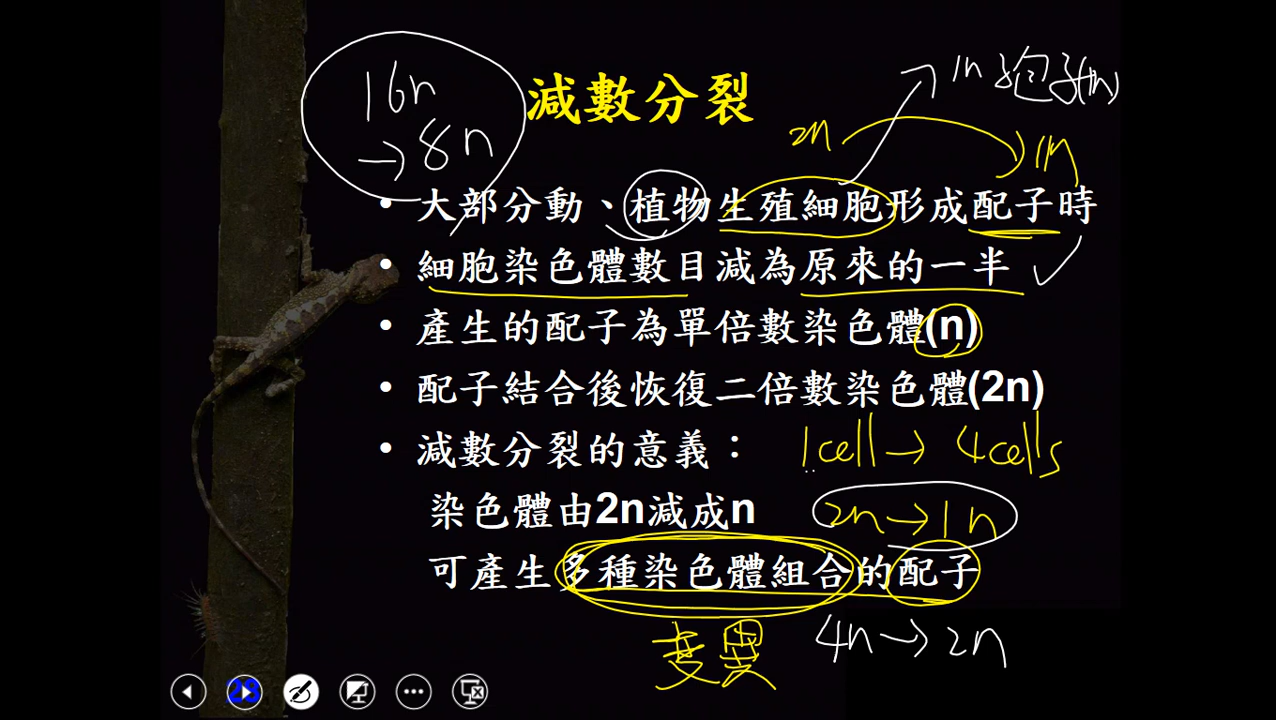 16n
→8n
減數分裂
1n 孢子(1n)
2n
1n
• 大部分動、植物生殖細胞形成配子時
• 細胞染色體數目減為原來的一半
• 產生的配子為單倍數染色體(n)
• 配子結合後恢復二倍數染色體(2n)
• 減數分裂的意義：
1cell→4cells
染色體由2n減成n
2n→1n
可產生多種染色體組合的配子
變異
4n→2n
28